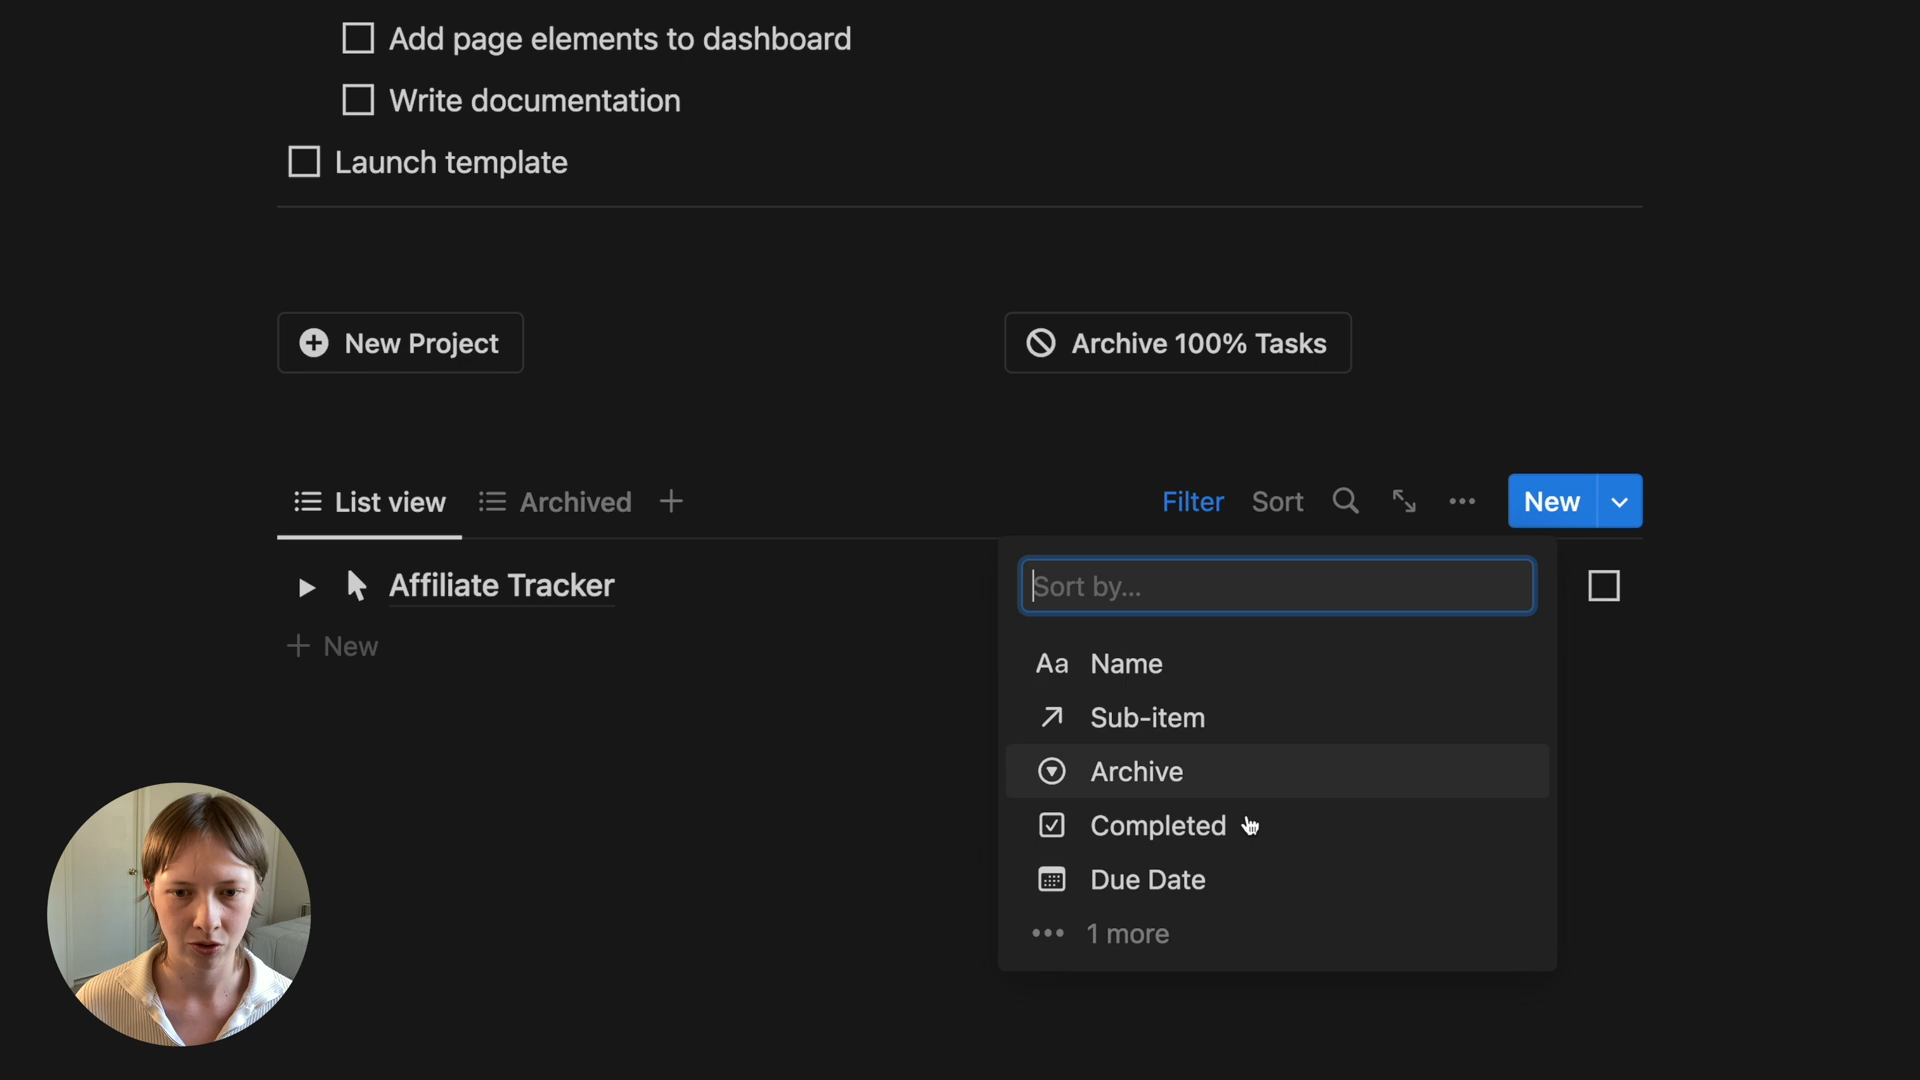 Add page elements to dashboard
Write documentation
Launch template
New Project
Archive 100% Tasks
List view
Archived
Filter
Sort
New
Affiliate Tracker
New
Sort by...
Aa Name
Sub-item
Archive
Completed
Due Date
1 more